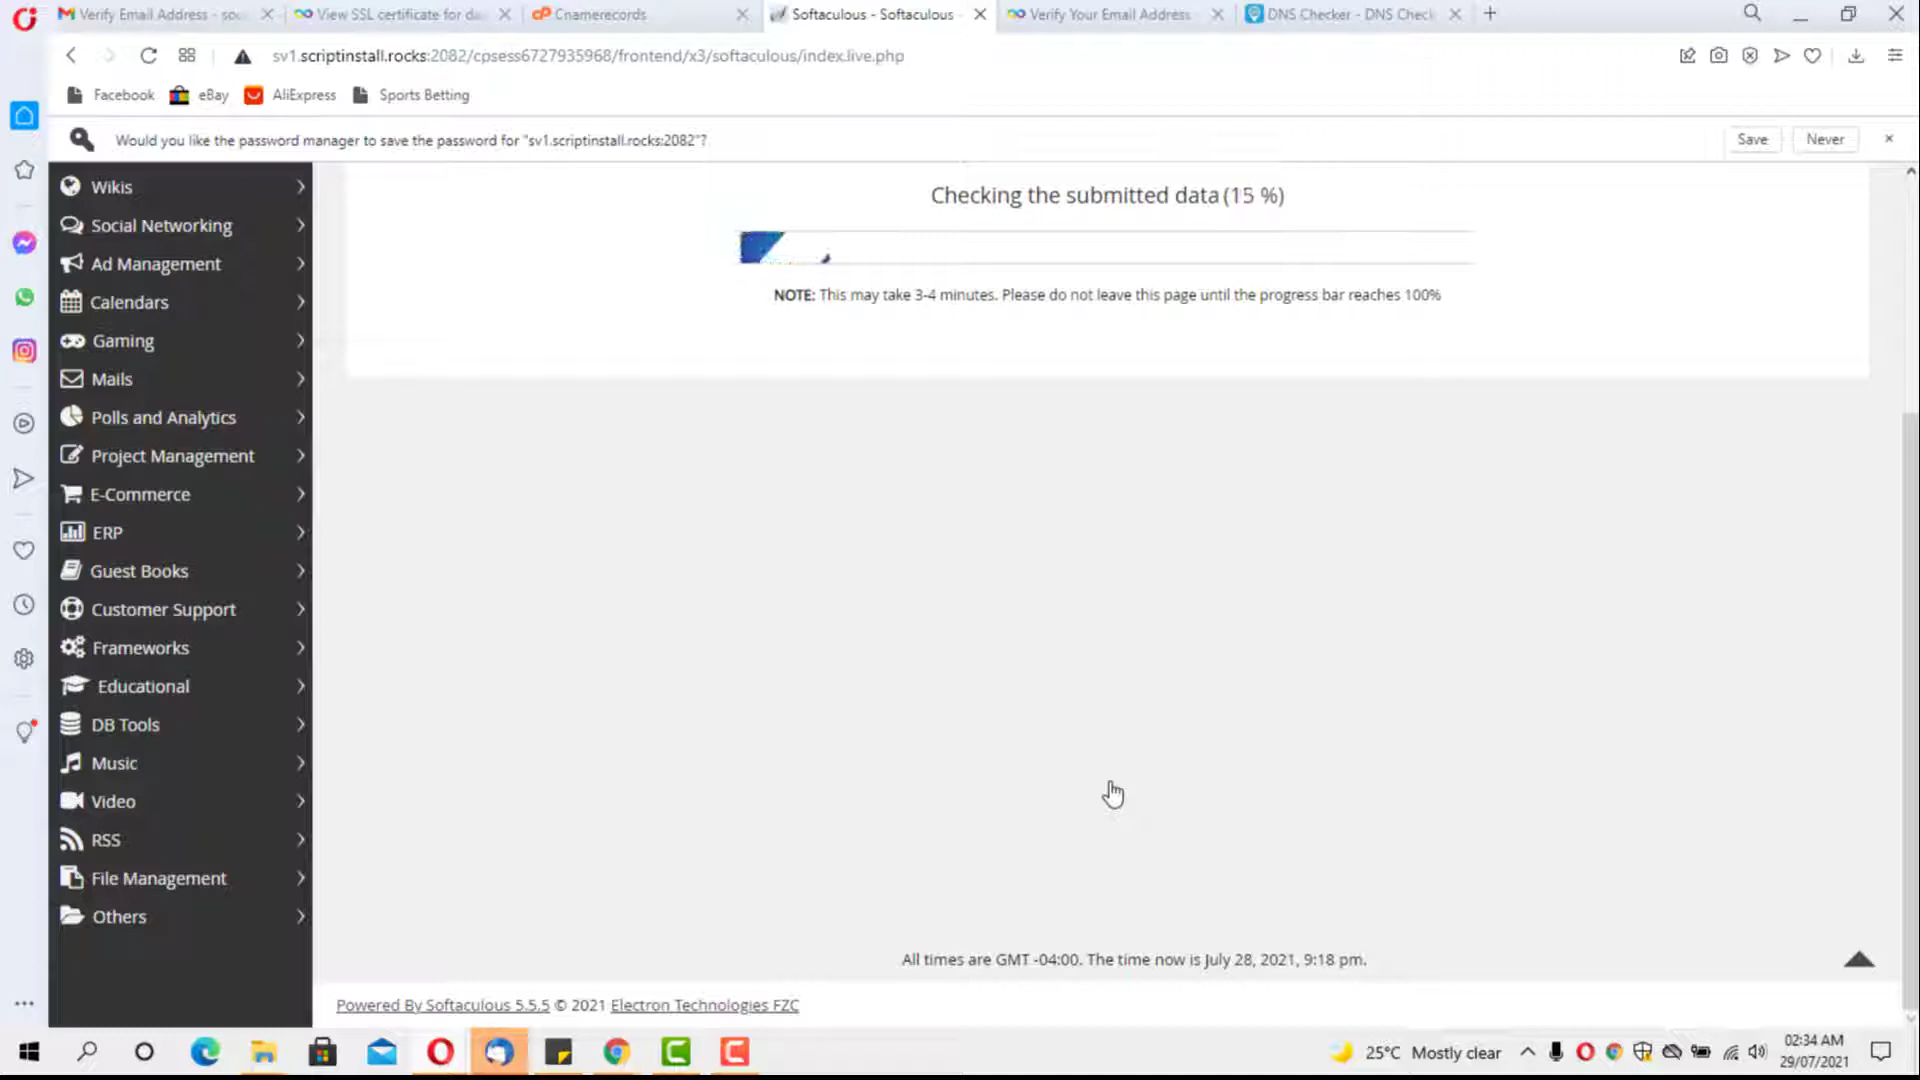 Verify Email Address - sou
View SSL certificate for da
Cnamerecords
Softaculous - Softaculous -
Verify Your Email Address
DNS Checker - DNS Check
sv1.scriptinstall.rocks:2082/cpsess6727935968/frontend/x3/softaculous/index.live.php
Facebook
eBay
AliExpress
Sports Betting
Would you like the password manager to save the password for "sv1.scriptinstall.rocks:2082"?
Save
Never
Wikis
Social Networking
Ad Management
Calendars
Gaming
Mails
Polls and Analytics
Project Management
E-Commerce
ERP
Guest Books
Customer Support
Frameworks
Educational
DB Tools
Music
Video
RSS
File Management
Others
Checking the submitted data (15 %)
NOTE: This may take 3-4 minutes. Please do not leave this page until the progress bar reaches 100%
All times are GMT -04:00. The time now is July 28, 2021, 9:18 pm.
Powered By Softaculous 5.5.5 © 2021 Electron Technologies FZC
25°C Mostly clear
02:34 AM
29/07/2021